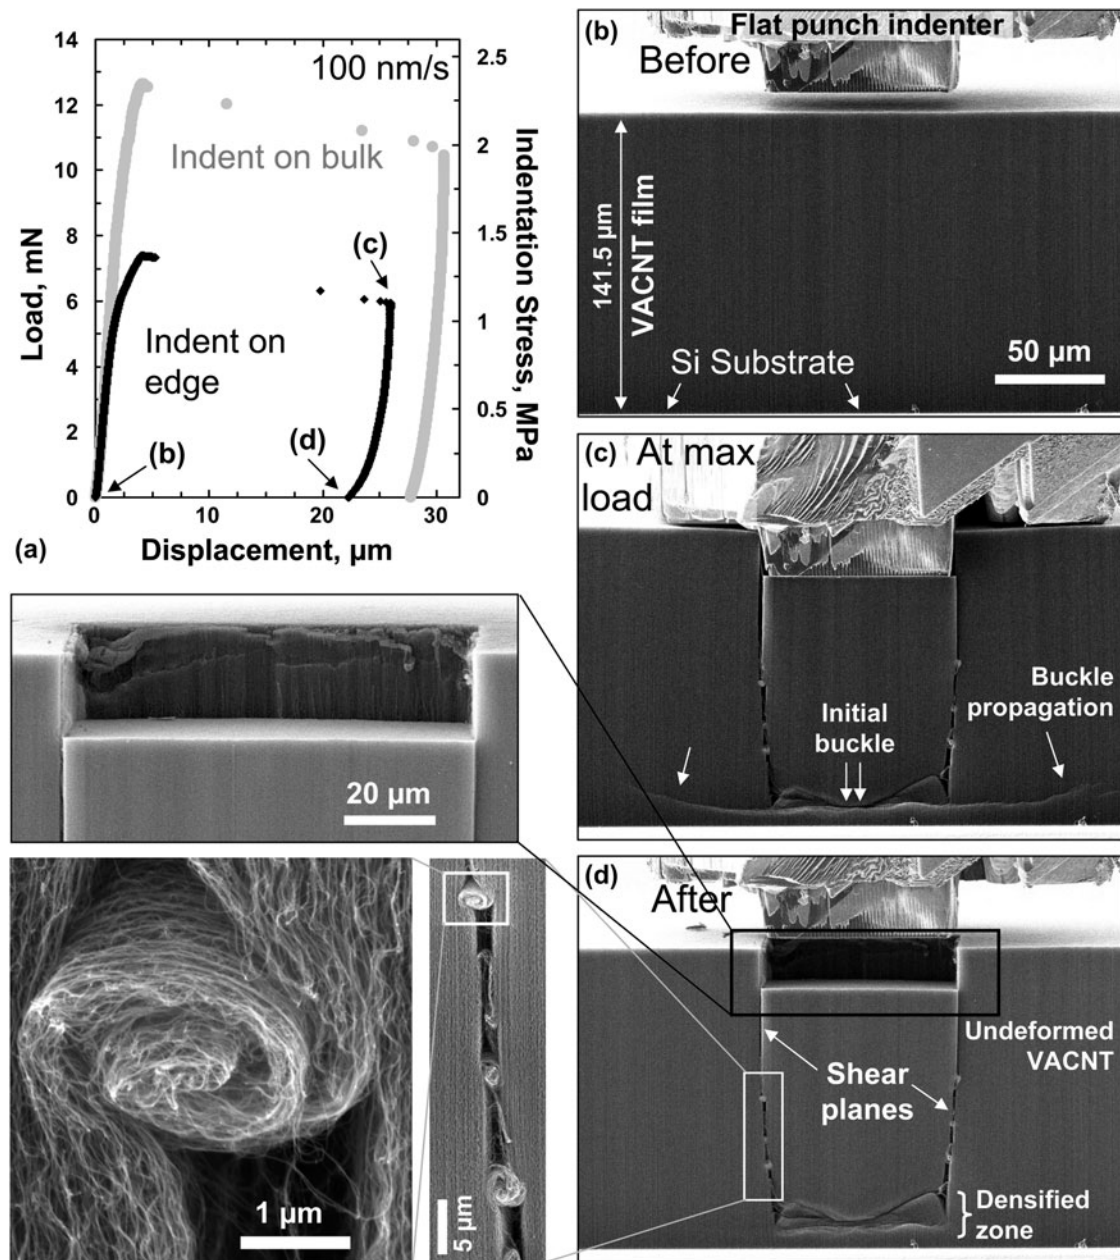 14
12
10
8
6
4
2
0
0
10
20
30
2.5
2
1.5
1
0.5
0
100 nm/s
Indent on bulk
(c)
Indent on
edge
(b)
(d)
Load, mN
Indentation Stress, MPa
Displacement, µm
(a)
(b)
Flat punch indenter
Before
141.5 µm
VACNT film
Si Substrate
50 µm
(c)
At max
load
Initial
buckle
Buckle
propagation
20 µm
(d)
After
Undeformed
VACNT
Shear
planes
Densified
zone
1 µm
5 µm